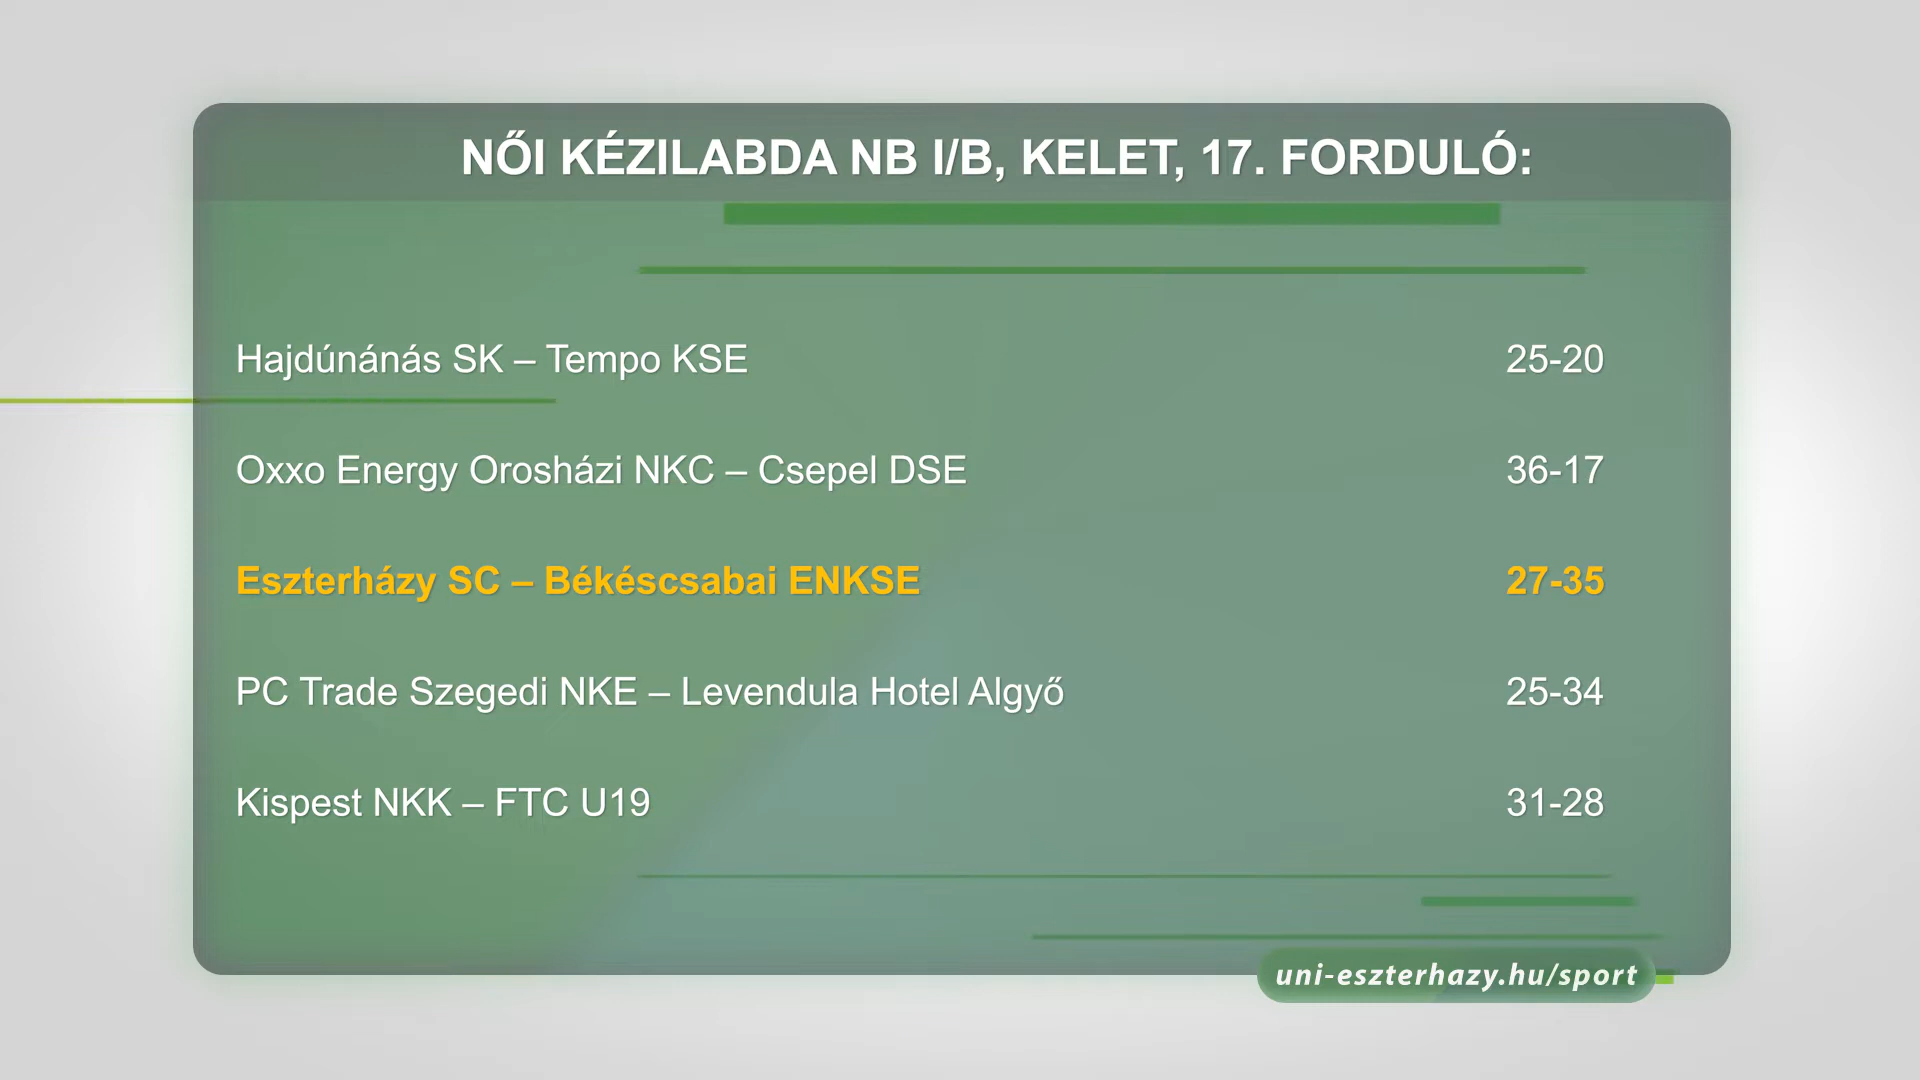 NŐI KÉZILABDA NB I/B, KELET, 17. FORDULÓ:
Hajdúnánás SK – Tempo KSE 25-20
Oxxo Energy Orosházi NKC – Csepel DSE 36-17
Eszterházy SC – Békéscsabai ENKSE 27-35
PC Trade Szegedi NKE – Levendula Hotel Algyő 25-34
Kispest NKK – FTC U19 31-28
uni-eszterhazy.hu/sport